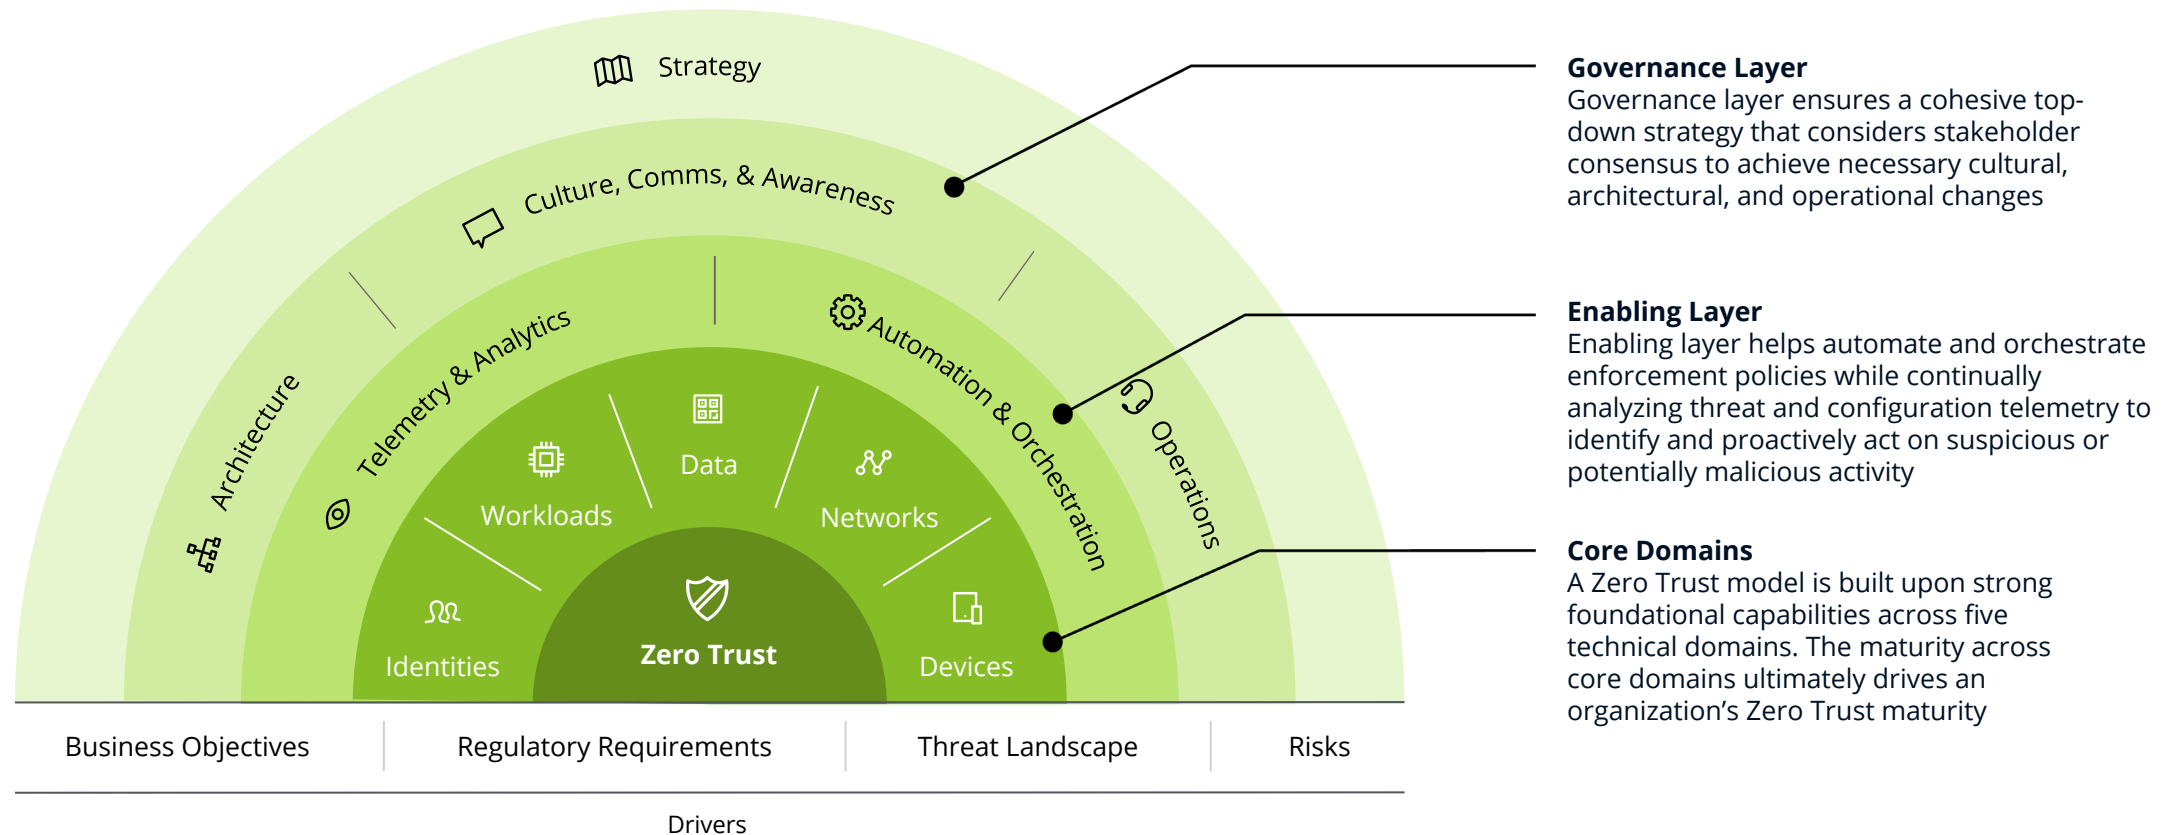 Strategy
Culture, Comms, & Awareness
Architecture
Operations
Telemetry & Analytics
Automation & Orchestration
Identities
Workloads
Data
Networks
Devices
Zero Trust
Business Objectives
Regulatory Requirements
Threat Landscape
Risks
Drivers
Governance Layer
Governance layer ensures a cohesive top-
down strategy that considers stakeholder
consensus to achieve necessary cultural,
architectural, and operational changes
Enabling Layer
Enabling layer helps automate and orchestrate
enforcement policies while continually
analyzing threat and configuration telemetry to
identify and proactively act on suspicious or
potentially malicious activity
Core Domains
A Zero Trust model is built upon strong
foundational capabilities across five
technical domains. The maturity across
core domains ultimately drives an
organization’s Zero Trust maturity